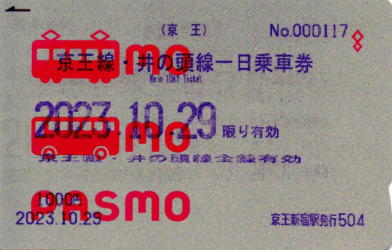 (京 王) No.000117
mo
京王線・井の頭線一日乗車券
Keio 1DAY Ticket
2023.10.29 限り有効
mo
京王線・井の頭線全線有効
PASMO
1000円
2023.10.29 京王新宿駅発行504